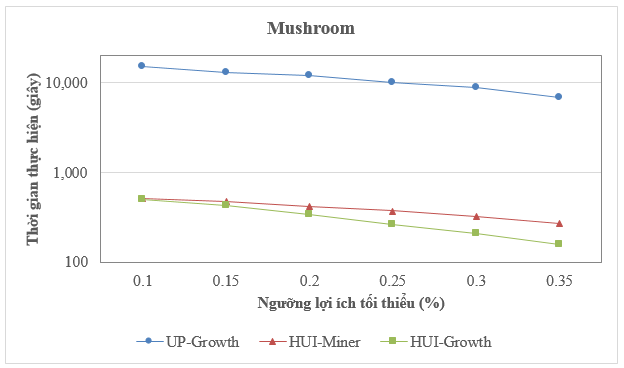 Mushroom
Thời gian thực hiện (giây)
10,000
1,000
100
0.1 0.15 0.2 0.25 0.3 0.35
Ngưỡng lợi ích tối thiểu (%)
UP-Growth HUI-Miner HUI-Growth